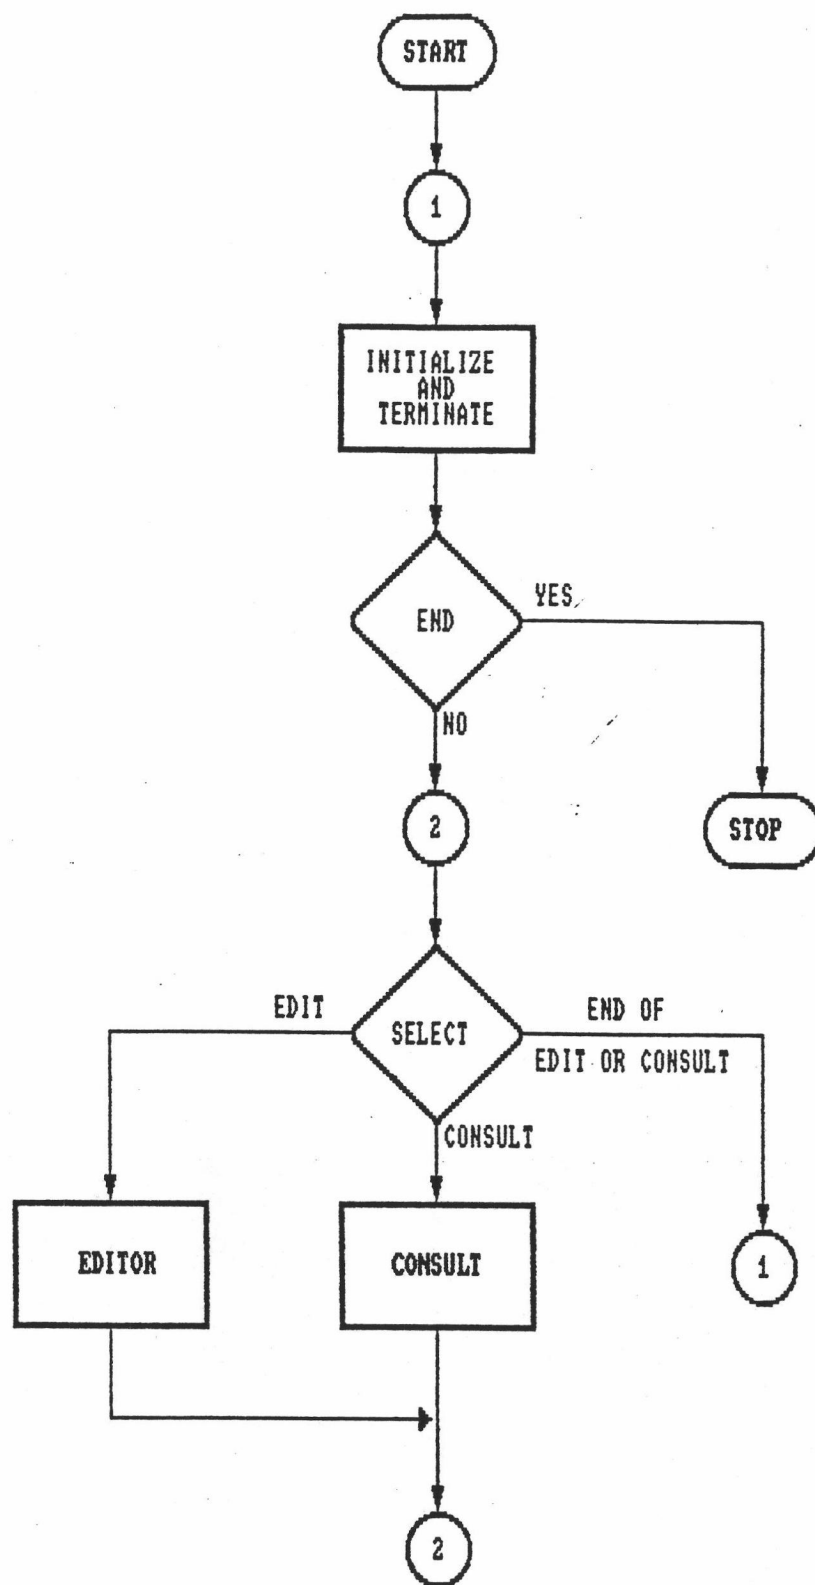 START
1
INITIALIZE
AND
TERMINATE
END
YES
NO
2
STOP
SELECT
EDIT
END OF
EDIT OR CONSULT
CONSULT
EDITOR
CONSULT
1
2